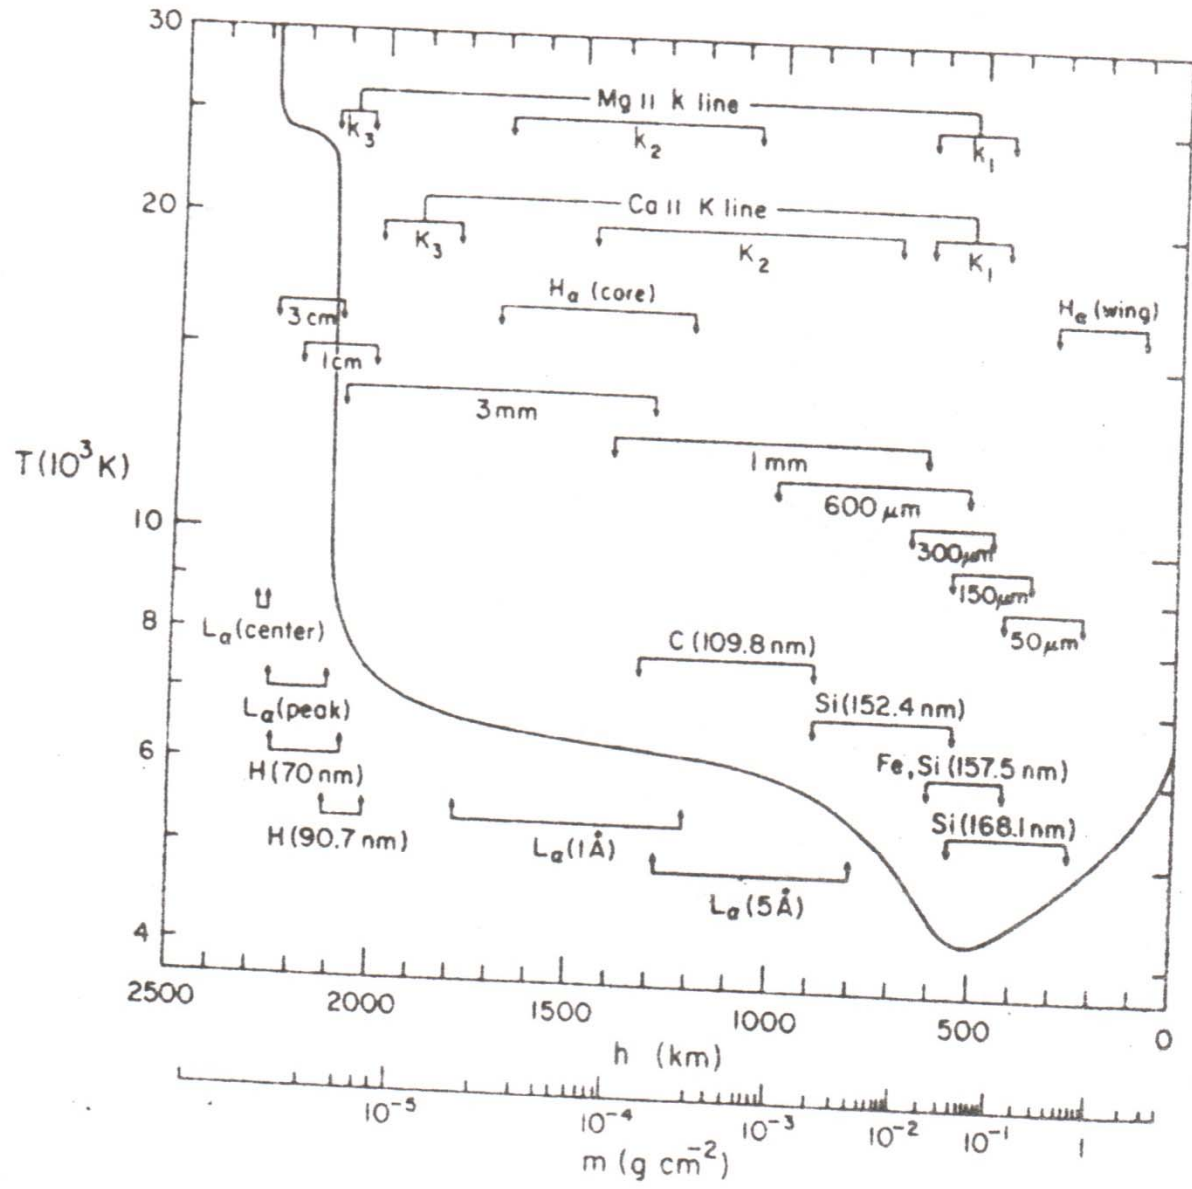 30
Mg II k line
k3
k2
k1
20
Ca II K line
K3
K2
K1
Hα (core)
Hα (wing)
3 cm
1 cm
3 mm
T(10³ K)
1 mm
600 μm
10
300 μm
150 μm
8
Lα (center)
C (109.8 nm)
50 μm
Lα (peak)
Si (152.4 nm)
6
H (70 nm)
Fe, Si (157.5 nm)
H (90.7 nm)
Lα (1Å)
Si (168.1 nm)
Lα (5Å)
4
2500 2000 1500 1000 500 0
h (km)
10⁻⁵ 10⁻⁴ 10⁻³ 10⁻² 10⁻¹ 1
m (g cm⁻²)